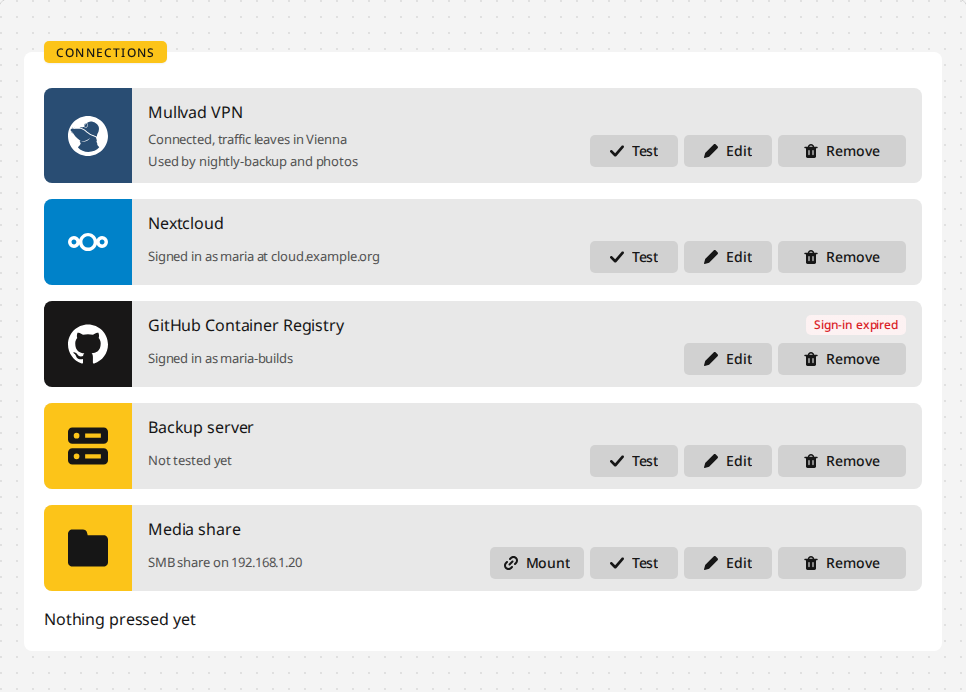 CONNECTIONS
Mullvad VPN
Connected, traffic leaves in Vienna
Used by nightly-backup and photos
Test
Edit
Remove
Nextcloud
Signed in as maria at cloud.example.org
Test
Edit
Remove
GitHub Container Registry
Sign-in expired
Signed in as maria-builds
Edit
Remove
Backup server
Not tested yet
Test
Edit
Remove
Media share
SMB share on 192.168.1.20
Mount
Test
Edit
Remove
Nothing pressed yet